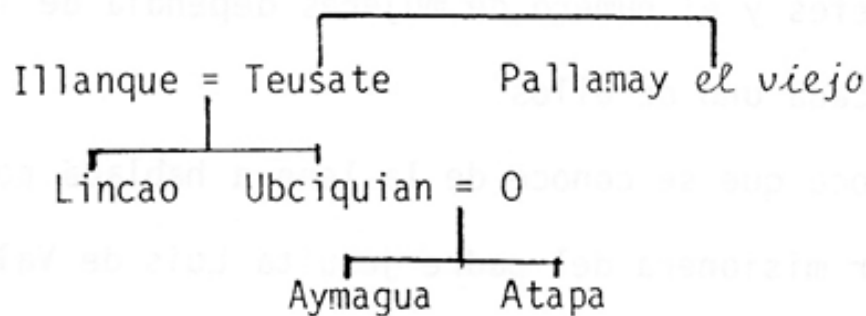 Illanque = Teusate Pallamay el viejo
Lincao Ubciquian = O
Aymagua Atapa